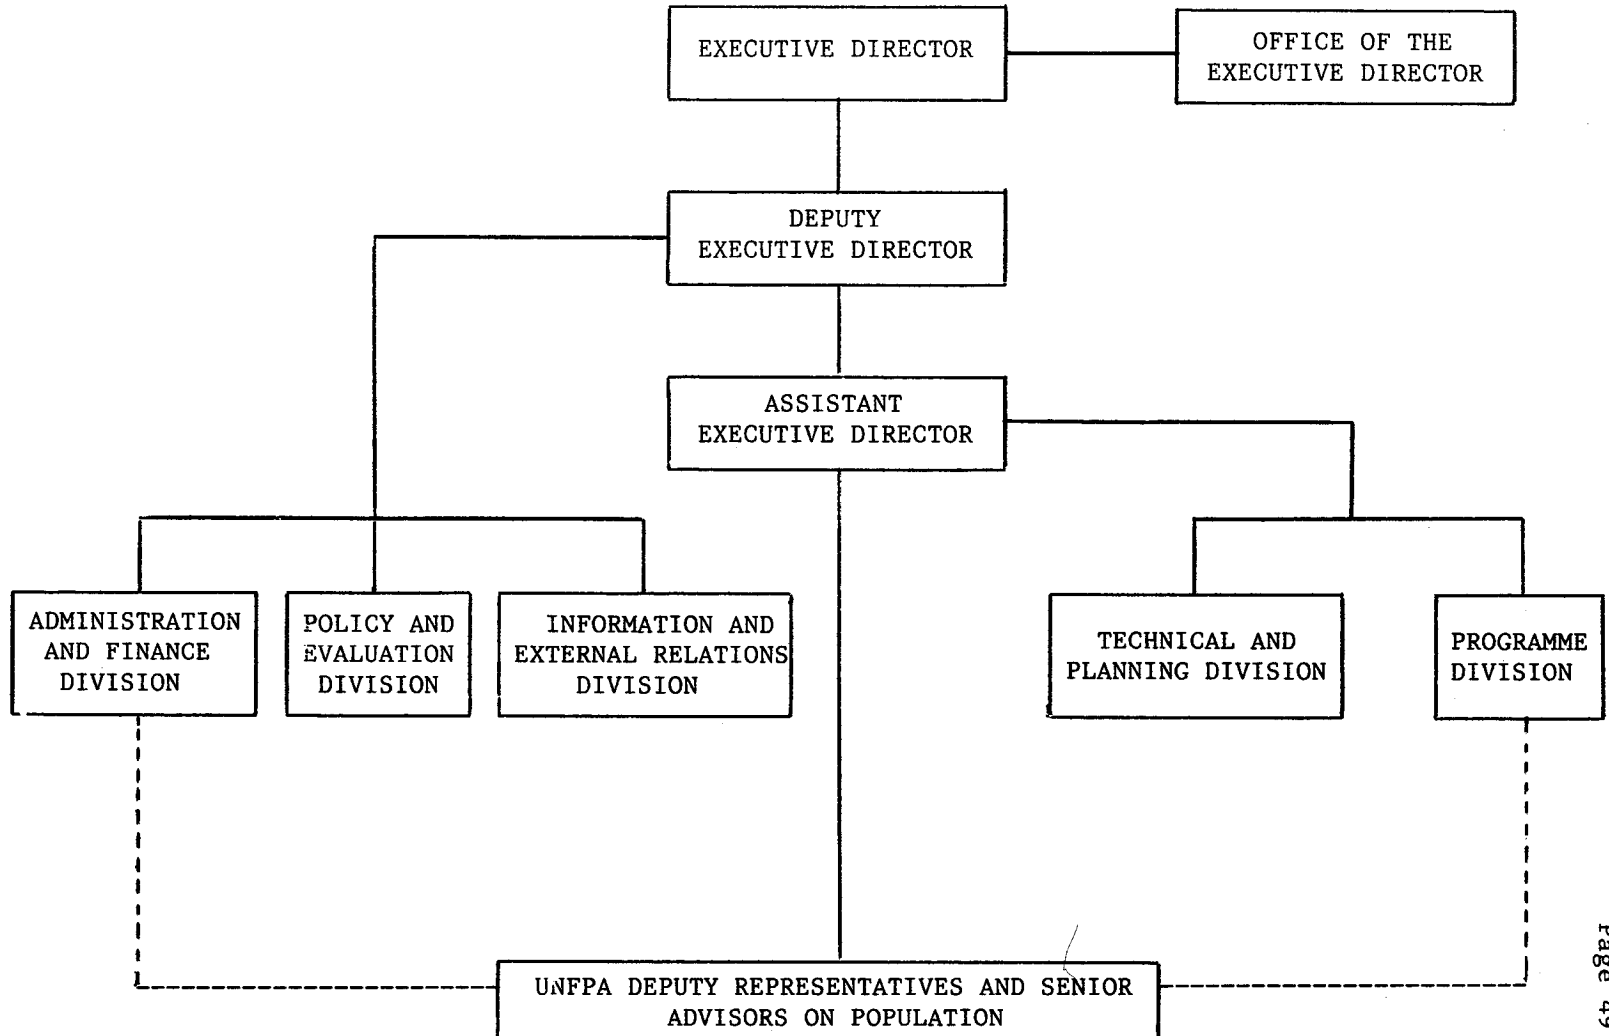 EXECUTIVE DIRECTOR
OFFICE OF THE
EXECUTIVE DIRECTOR
DEPUTY
EXECUTIVE DIRECTOR
ASSISTANT
EXECUTIVE DIRECTOR
ADMINISTRATION
AND FINANCE
DIVISION
POLICY AND
EVALUATION
DIVISION
INFORMATION AND
EXTERNAL RELATIONS
DIVISION
TECHNICAL AND
PLANNING DIVISION
PROGRAMME
DIVISION
UNFPA DEPUTY REPRESENTATIVES AND SENIOR
ADVISORS ON POPULATION
Page 49